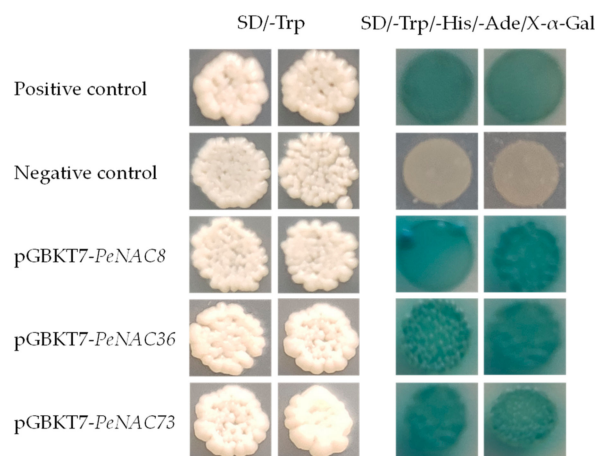 SD/-Trp SD/-Trp/-His/-Ade/X-α-Gal
Positive control
Negative control
pGBKT7-PeNAC8
pGBKT7-PeNAC36
pGBKT7-PeNAC73